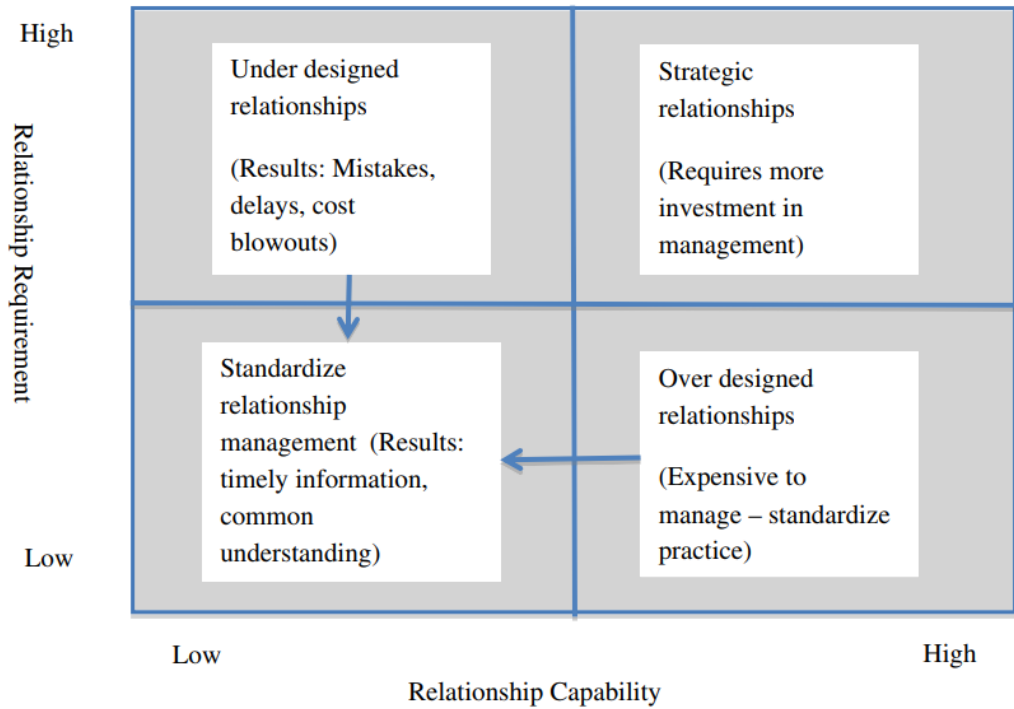 High
Under designed
relationships
(Results: Mistakes,
delays, cost
blowouts)
Strategic
relationships
(Requires more
investment in
management)
Relationship Requirement
Standardize
relationship
management  (Results:
timely information,
common
understanding)
Over designed
relationships
(Expensive to
manage – standardize
practice)
Low
Low
High
Relationship Capability